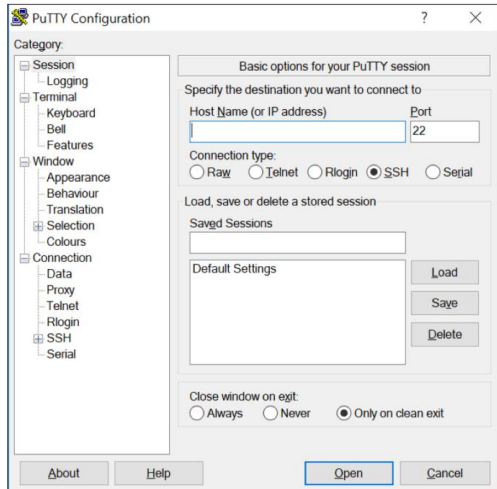 PuTTY Configuration
?
Category:
Session
Logging
Terminal
Keyboard
Bell
Features
Window
Appearance
Behaviour
Translation
Selection
Colours
Connection
Data
Proxy
Telnet
Rlogin
SSH
Serial
Basic options for your PuTTY session
Specify the destination you want to connect to
Host Name (or IP address) Port
22
Connection type:
Raw Telnet Rlogin SSH Serial
Load, save or delete a stored session
Saved Sessions
Default Settings
Load
Save
Delete
Close window on exit:
Always Never Only on clean exit
About Help Open Cancel